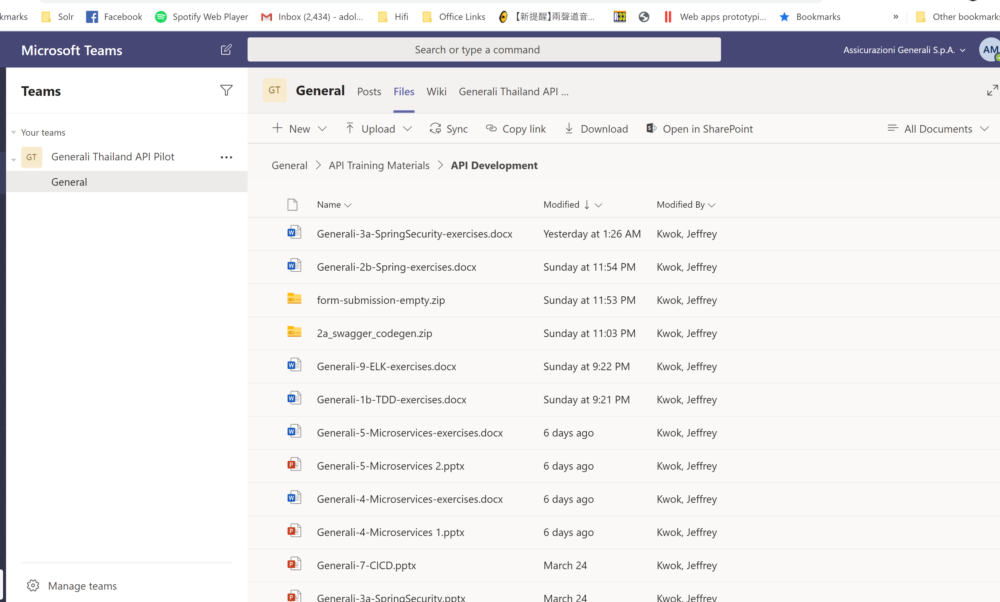 kmarks Solr Facebook Spotify Web Player Inbox (2,434) - adol... Hifi Office Links 【新提醒】兩聲道音... Web apps prototypi... Bookmarks » Other bookmarks
Microsoft Teams
Search or type a command
Assicurazioni Generali S.p.A.
AM
Teams
Your teams
GT Generali Thailand API Pilot
General
Manage teams
GT General Posts Files Wiki Generali Thailand API ...
New Upload Sync Copy link Download Open in SharePoint All Documents
General > API Training Materials > API Development
Name Modified Modified By
Generali-3a-SpringSecurity-exercises.docx Yesterday at 1:26 AM Kwok, Jeffrey
Generali-2b-Spring-exercises.docx Sunday at 11:54 PM Kwok, Jeffrey
form-submission-empty.zip Sunday at 11:53 PM Kwok, Jeffrey
2a_swagger_codegen.zip Sunday at 11:03 PM Kwok, Jeffrey
Generali-9-ELK-exercises.docx Sunday at 9:22 PM Kwok, Jeffrey
Generali-1b-TDD-exercises.docx Sunday at 9:21 PM Kwok, Jeffrey
Generali-5-Microservices-exercises.docx 6 days ago Kwok, Jeffrey
Generali-5-Microservices 2.pptx 6 days ago Kwok, Jeffrey
Generali-4-Microservices-exercises.docx 6 days ago Kwok, Jeffrey
Generali-4-Microservices 1.pptx 6 days ago Kwok, Jeffrey
Generali-7-CICD.pptx March 24 Kwok, Jeffrey
Generali-3a-SpringSecurity.pptx March 24 Kwok, Jeffrey